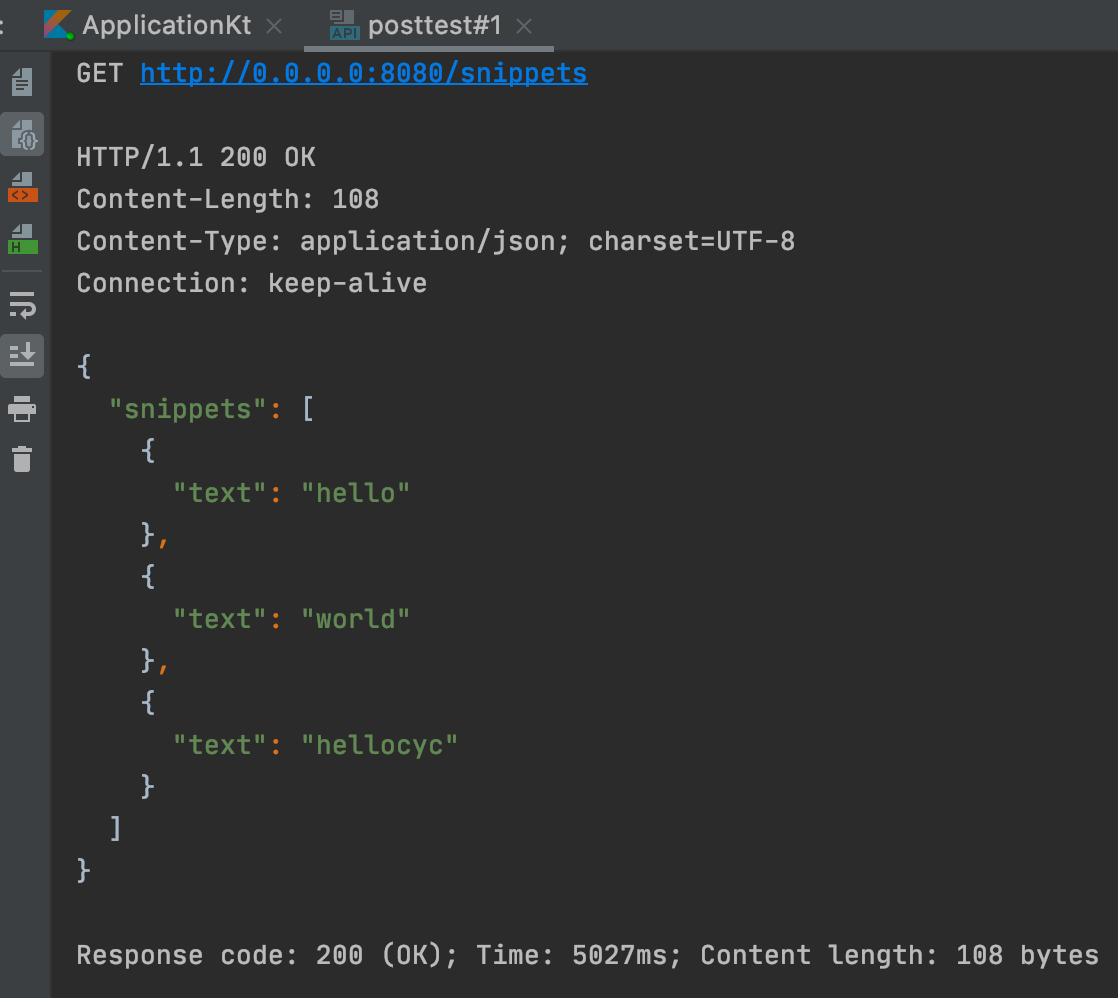 :
ApplicationKt
API
posttest#1
GET http://0.0.0.0:8080/snippets
HTTP/1.1 200 OK
Content-Length: 108
Content-Type: application/json; charset=UTF-8
Connection: keep-alive
{
  "snippets": [
    {
      "text": "hello"
    },
    {
      "text": "world"
    },
    {
      "text": "hellocyc"
    }
  ]
}
Response code: 200 (OK); Time: 5027ms; Content length: 108 bytes